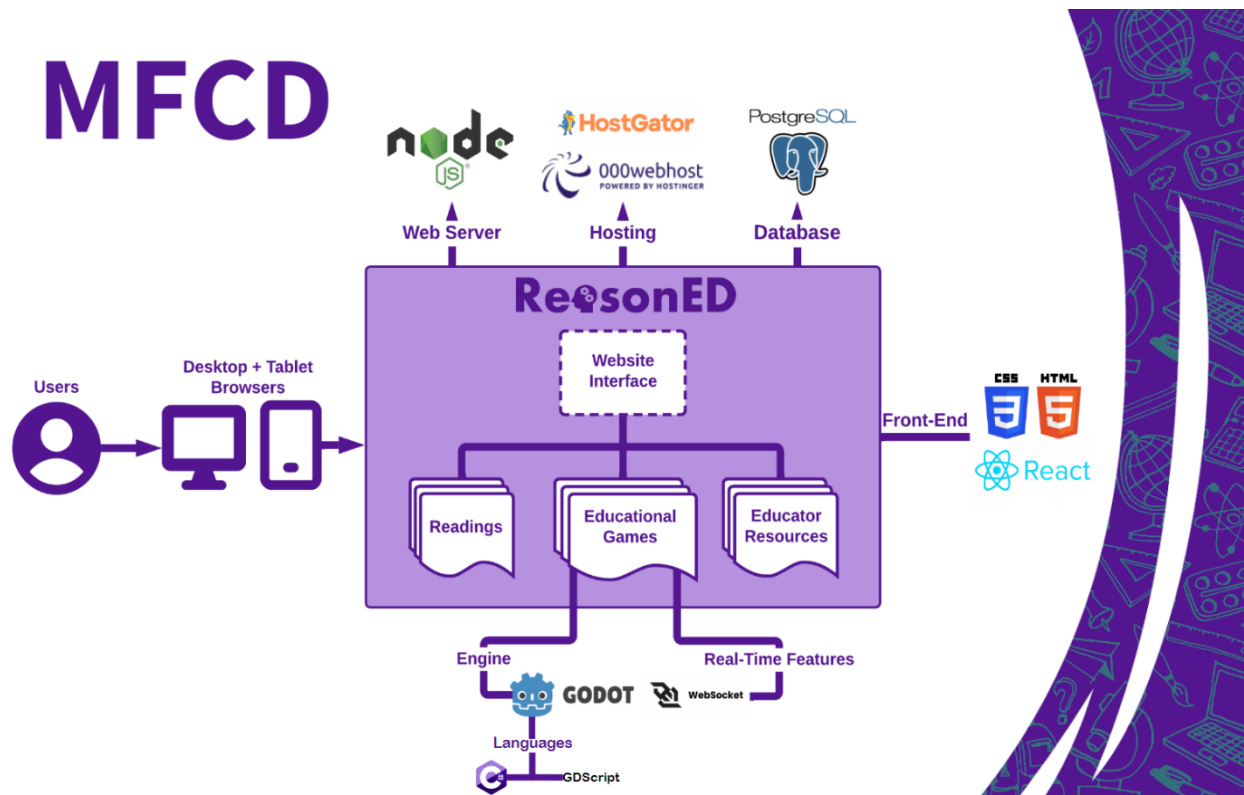 MFCD
node
JS
HostGator
000webhost
POWERED BY HOSTINGER
PostgreSQL
Web Server
Hosting
Database
ReasonED
Website
Interface
Users
Desktop + Tablet
Browsers
Front-End
CSS
HTML
3
5
React
Readings
Educational
Games
Educator
Resources
Engine
Real-Time Features
GODOT
WebSocket
Languages
C#
GDScript